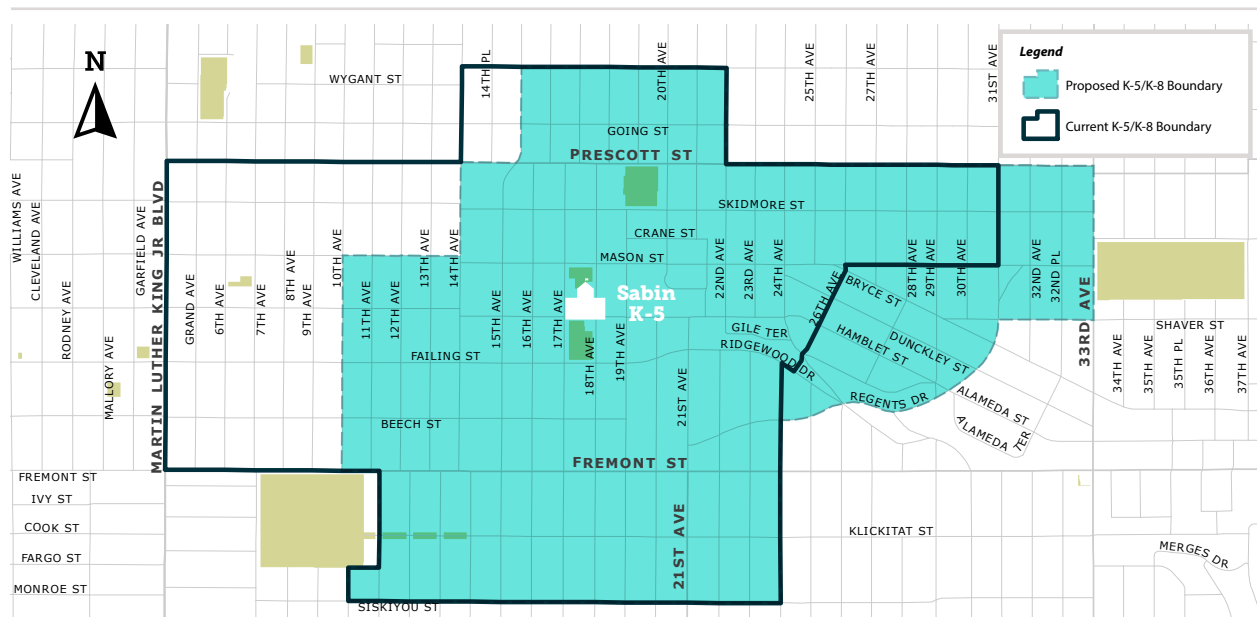 N
Legend
Proposed K-5/K-8 Boundary
Current K-5/K-8 Boundary
14TH PL
20TH AVE
25TH AVE
27TH AVE
31ST AVE
WYGANT ST
GOING ST
PRESCOTT ST
SKIDMORE ST
CRANE ST
MASON ST
WILLIAMS AVE
CLEVELAND AVE
RODNEY AVE
MALLORY AVE
GARFIELD AVE
MARTIN LUTHER KING JR BLVD
GRAND AVE
6TH AVE
7TH AVE
8TH AVE
9TH AVE
10TH AVE
11TH AVE
12TH AVE
13TH AVE
14TH AVE
15TH AVE
16TH AVE
17TH AVE
18TH AVE
19TH AVE
21ST AVE
22ND AVE
23RD AVE
24TH AVE
26TH AVE
28TH AVE
29TH AVE
30TH AVE
32ND AVE
32ND PL
33RD AVE
34TH AVE
35TH AVE
35TH PL
36TH AVE
37TH AVE
Sabin
K-5
BRYCE ST
GILE TER
HAMBLET ST
DUNCKLEY ST
RIDGEWOOD DR
REGENTS DR
ALAMEDA ST
ALAMEDA TER
SHAVER ST
FAILING ST
BEECH ST
FREMONT ST
FREMONT ST
IVY ST
COOK ST
FARGO ST
MONROE ST
21ST AVE
KLICKITAT ST
MERGES DR
SISKIYOU ST